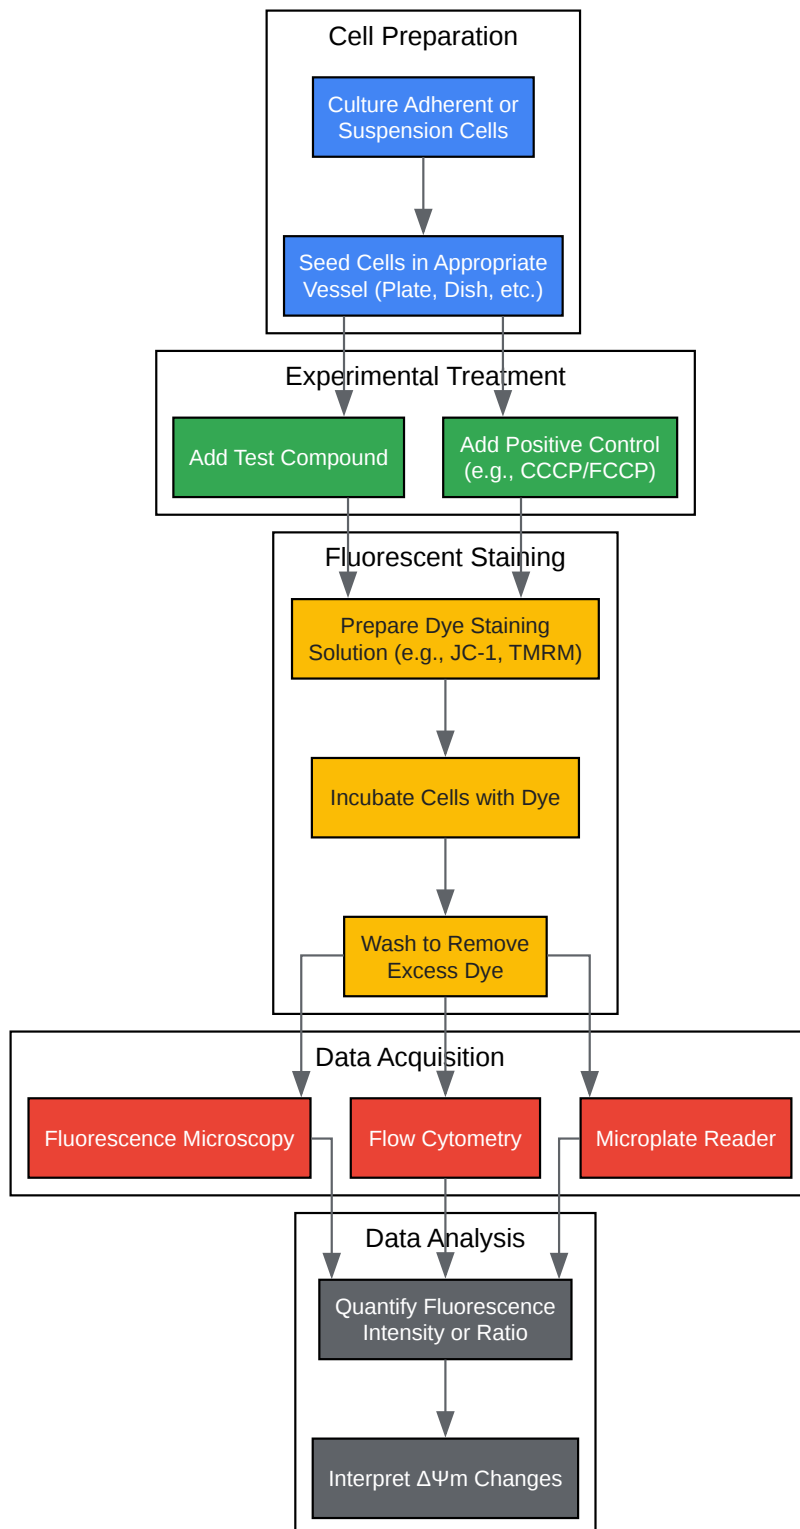 Cell Preparation
Culture Adherent or
Suspension Cells
Seed Cells in Appropriate
Vessel (Plate, Dish, etc.)
Experimental Treatment
Add Test Compound
Add Positive Control
(e.g., CCCP/FCCP)
Fluorescent Staining
Prepare Dye Staining
Solution (e.g., JC-1, TMRM)
Incubate Cells with Dye
Wash to Remove
Excess Dye
Data Acquisition
Fluorescence Microscopy
Flow Cytometry
Microplate Reader
Data Analysis
Quantify Fluorescence
Intensity or Ratio
Interpret ΔΨm Changes